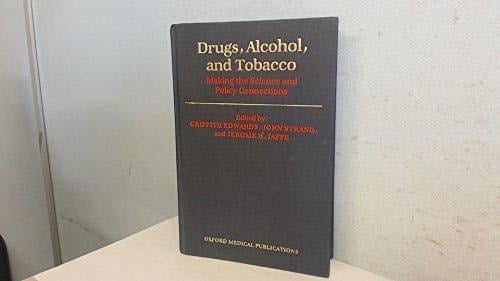 Drugs, Alcohol,
and Tobacco
Making the Science and
Policy Connections
Edited by
GRIFFITH EDWARDS, JOHN STRANG,
and JEROME H. JAFFE
OXFORD MEDICAL PUBLICATIONS